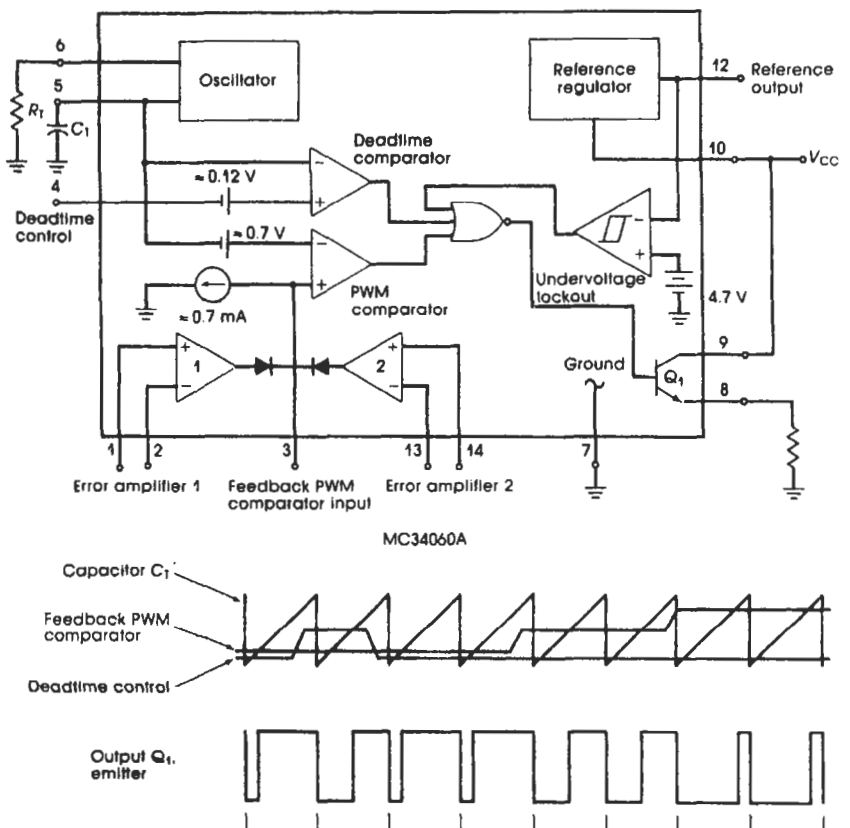 6
Oscillator
Reference
regulator
12
Reference
output
5
R_T
C_T
10
V_CC
Deadtime
comparator
≈ 0.12 V
4
Deadtime
control
≈ 0.7 V
PWM
comparator
≈ 0.7 mA
Undervoltage
lockout
4.7 V
9
Ground
Q_1
8
1
2
1
2
3
13
14
7
Error amplifier 1
Feedback PWM
comparator input
Error amplifier 2
MC34060A
Capacitor C_T
Feedback PWM
comparator
Deadtime control
Output Q_1,
emitter